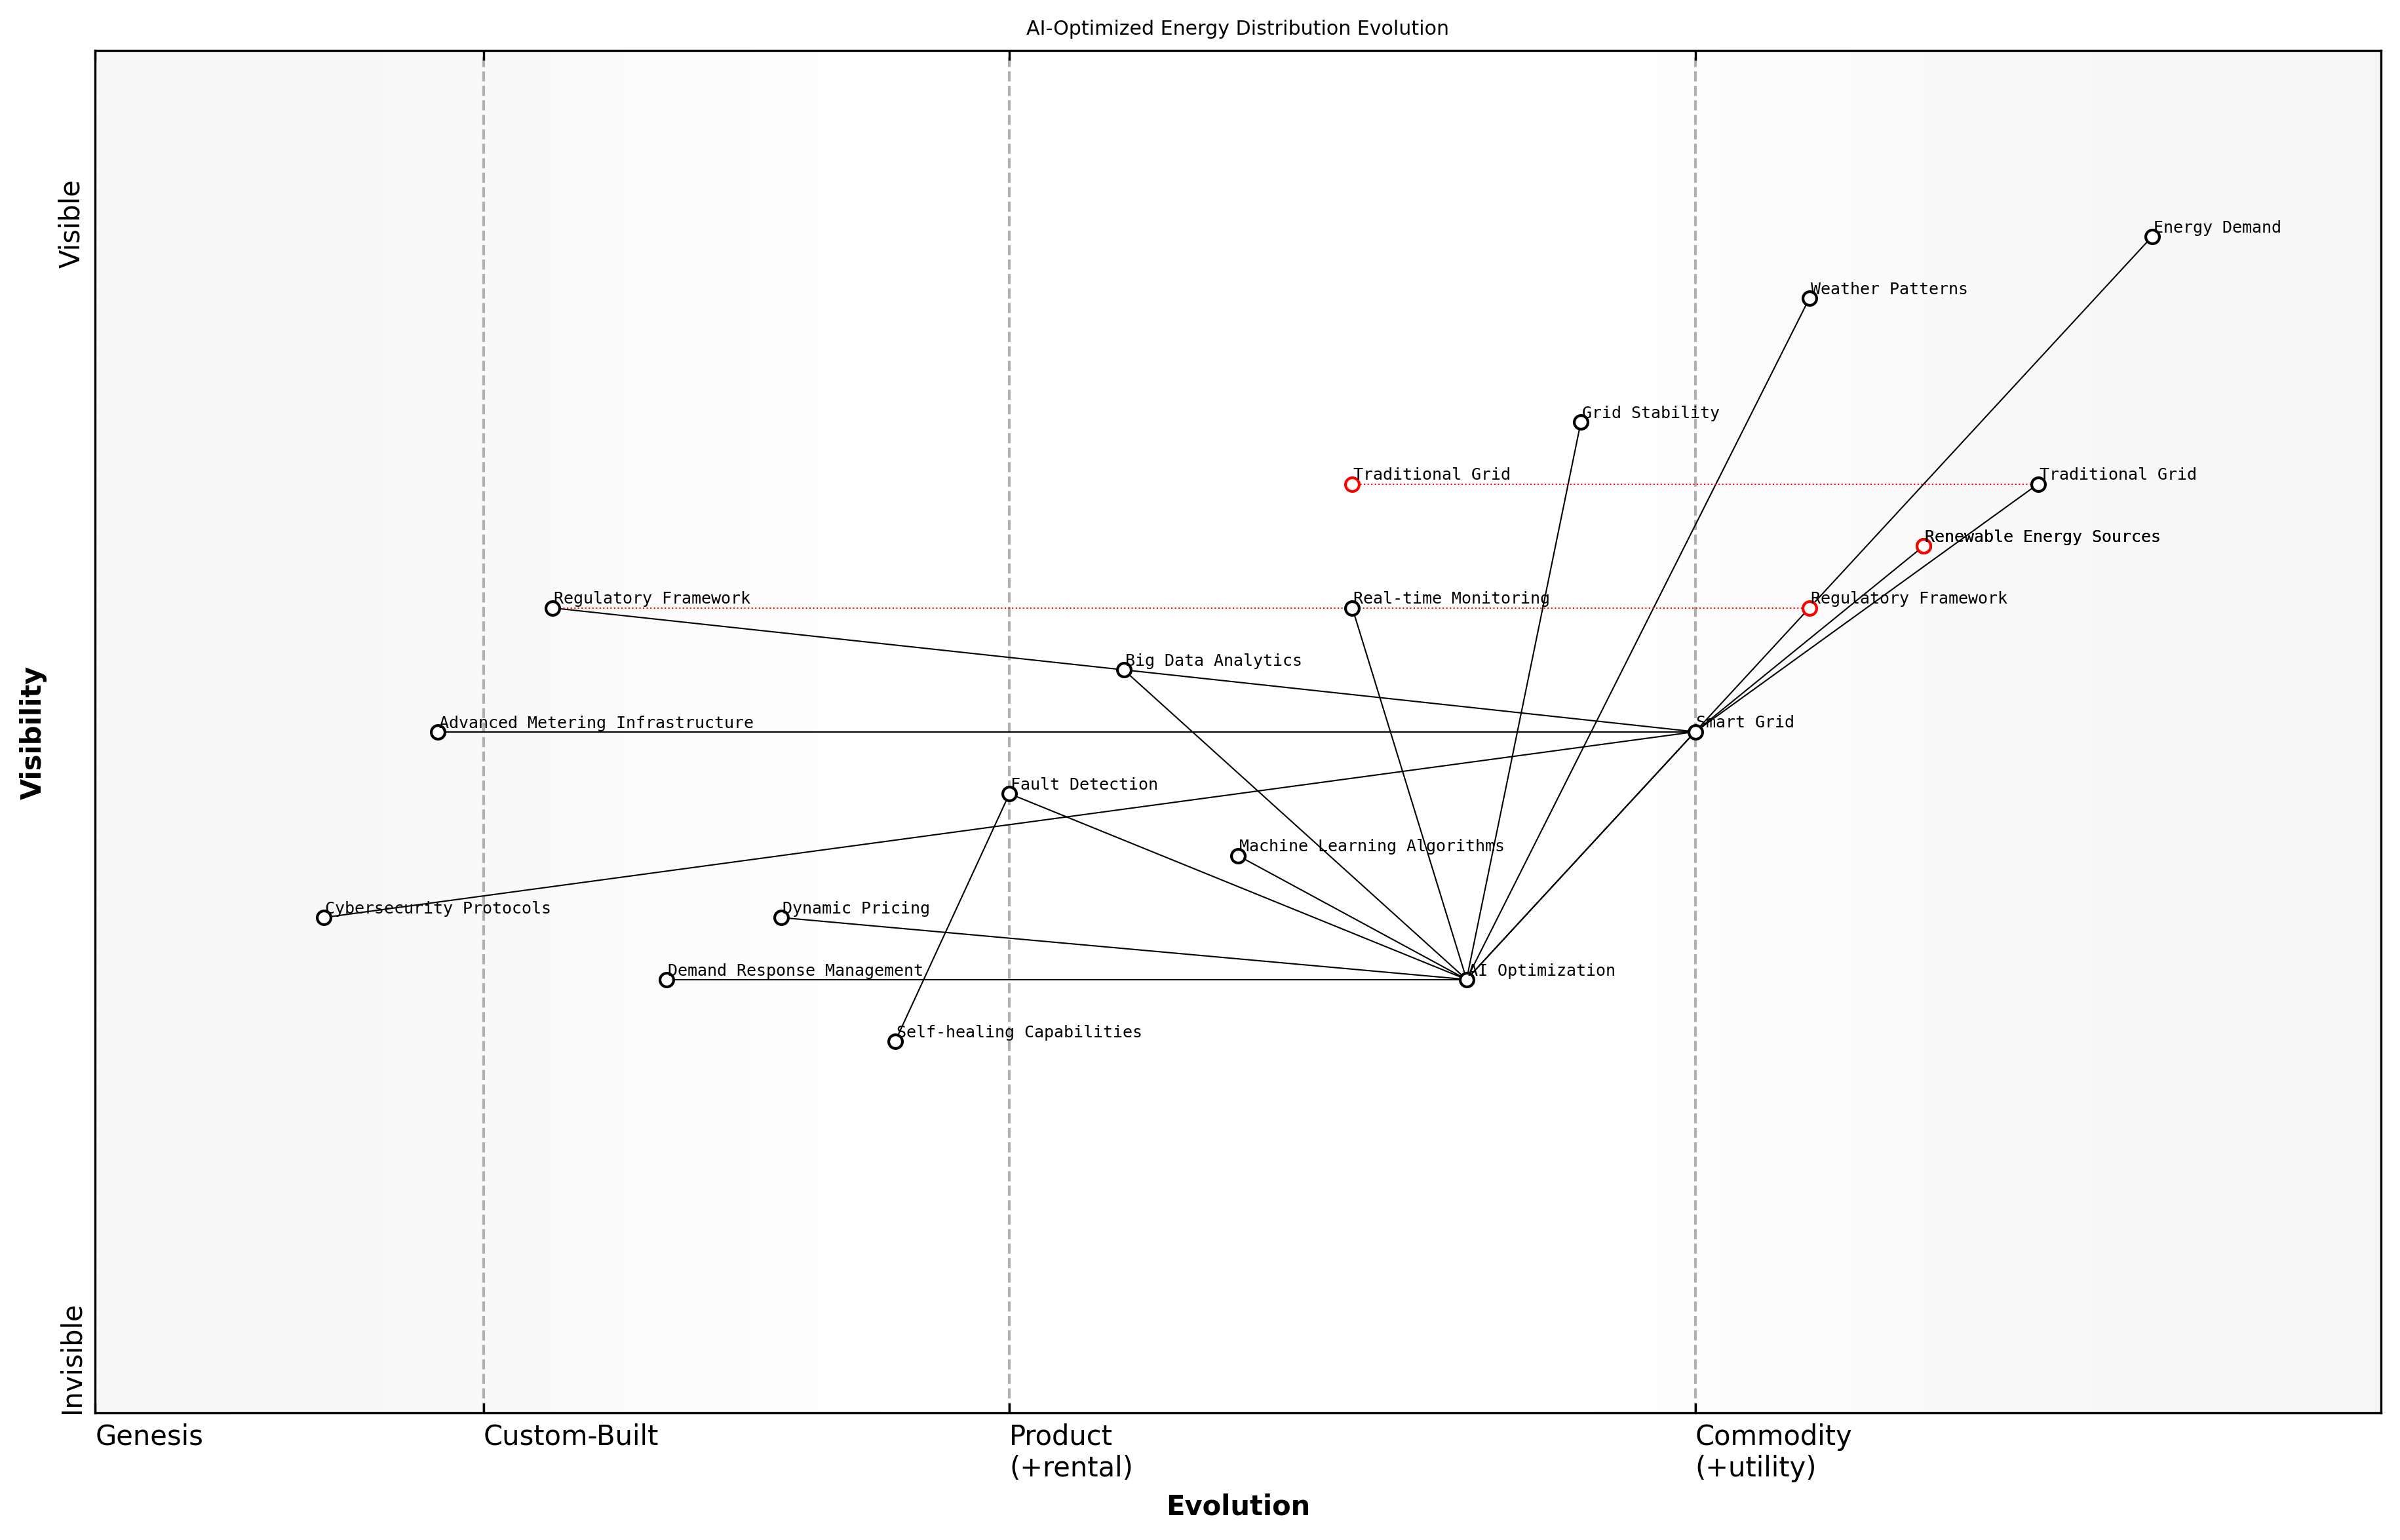 AI-Optimized Energy Distribution Evolution
Visible
Energy Demand
Weather Patterns
Grid Stability
Traditional Grid
Traditional Grid
Renewable Energy Sources
Regulatory Framework
Real-time Monitoring
Regulatory Framework
Big Data Analytics
Advanced Metering Infrastructure
Smart Grid
Visibility
Fault Detection
Machine Learning Algorithms
Cybersecurity Protocols
Dynamic Pricing
Demand Response Management
AI Optimization
Self-healing Capabilities
Invisible
Genesis
Custom-Built
Product
(+rental)
Commodity
(+utility)
Evolution